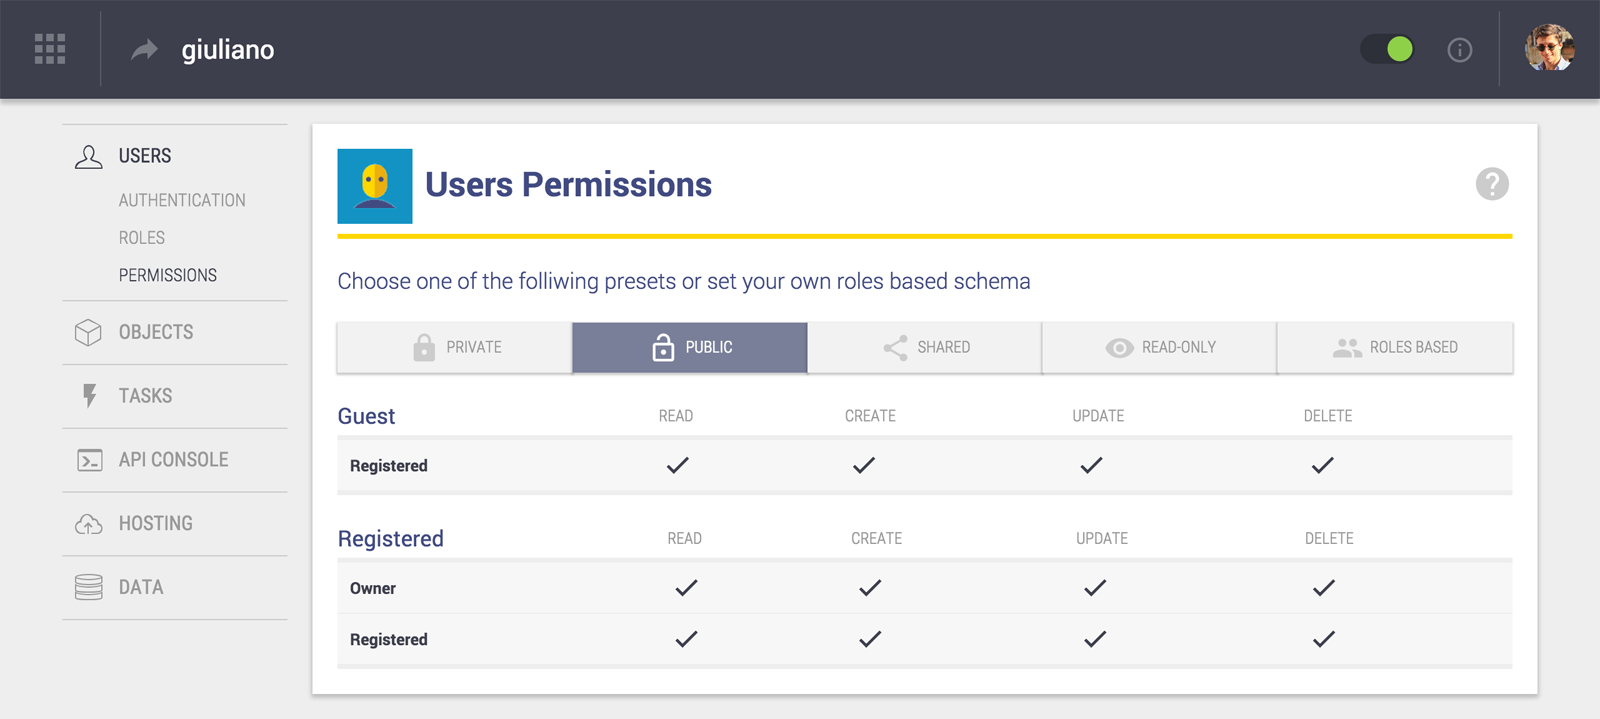 giuliano
USERS
AUTHENTICATION
ROLES
PERMISSIONS
OBJECTS
TASKS
API CONSOLE
HOSTING
DATA
Users Permissions
?
Choose one of the folliwing presets or set your own roles based schema
PRIVATE PUBLIC SHARED READ-ONLY ROLES BASED
Guest READ CREATE UPDATE DELETE
Registered
Registered READ CREATE UPDATE DELETE
Owner
Registered